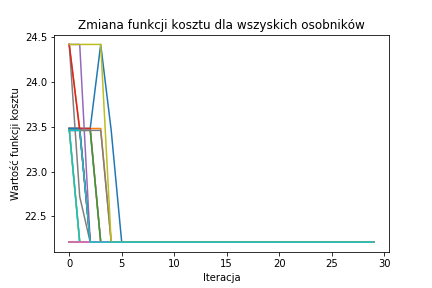 Zmiana funkcji kosztu dla wszyskich osobników
24.5
24.0
23.5
23.0
22.5
Wartość funkcji kosztu
0 5 10 15 20 25 30
Iteracja